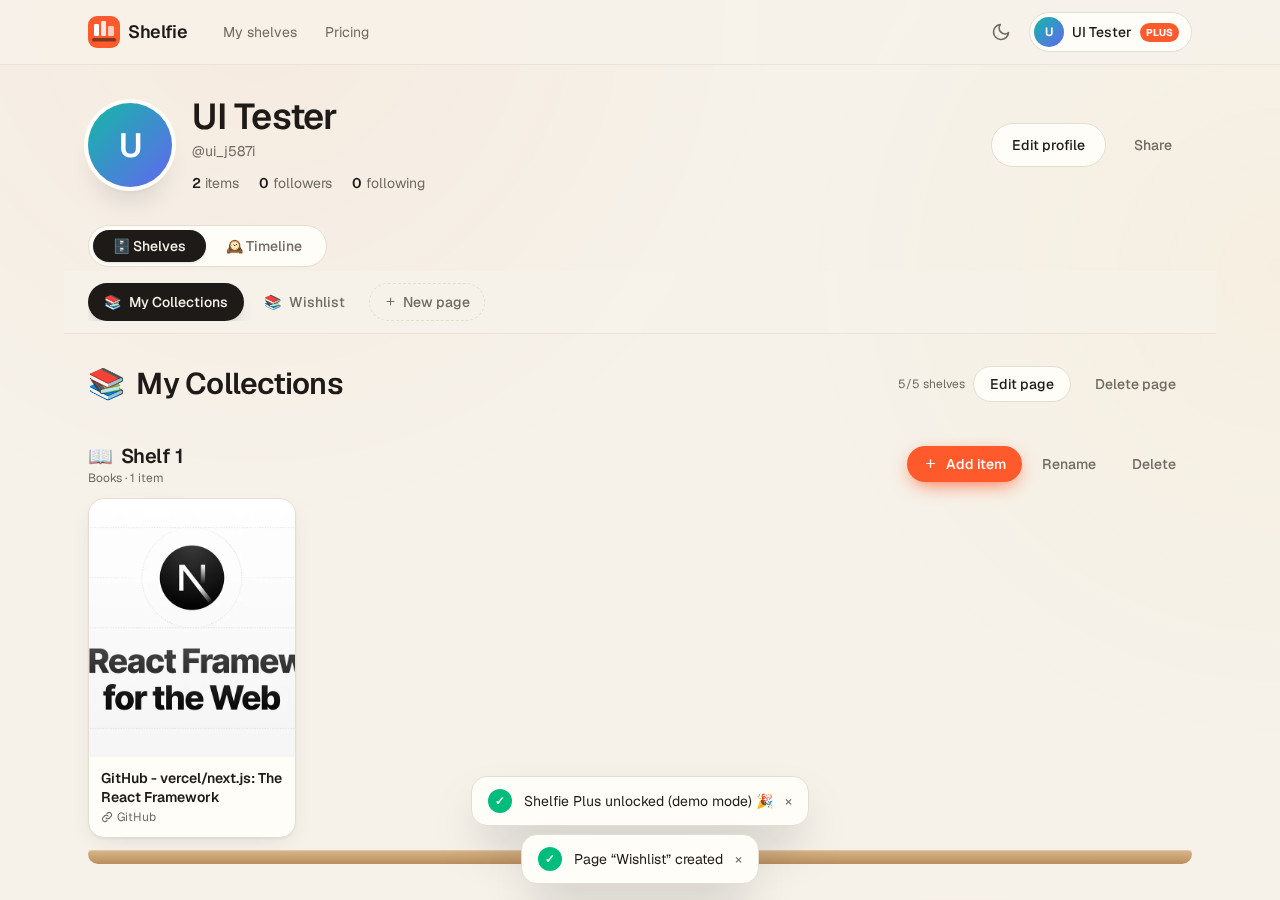 Shelfie
My shelves
Pricing
U
UI Tester
PLUS
U
UI Tester
@ui_j587i
2 items
0 followers
0 following
Edit profile
Share
Shelves
Timeline
My Collections
Wishlist
+ New page
My Collections
5/5 shelves
Edit page
Delete page
Shelf 1
Books · 1 item
+ Add item
Rename
Delete
N
React Framew
for the Web
GitHub - vercel/next.js: The
React Framework
GitHub
Shelfie Plus unlocked (demo mode) 🎉 ×
Page “Wishlist” created ×